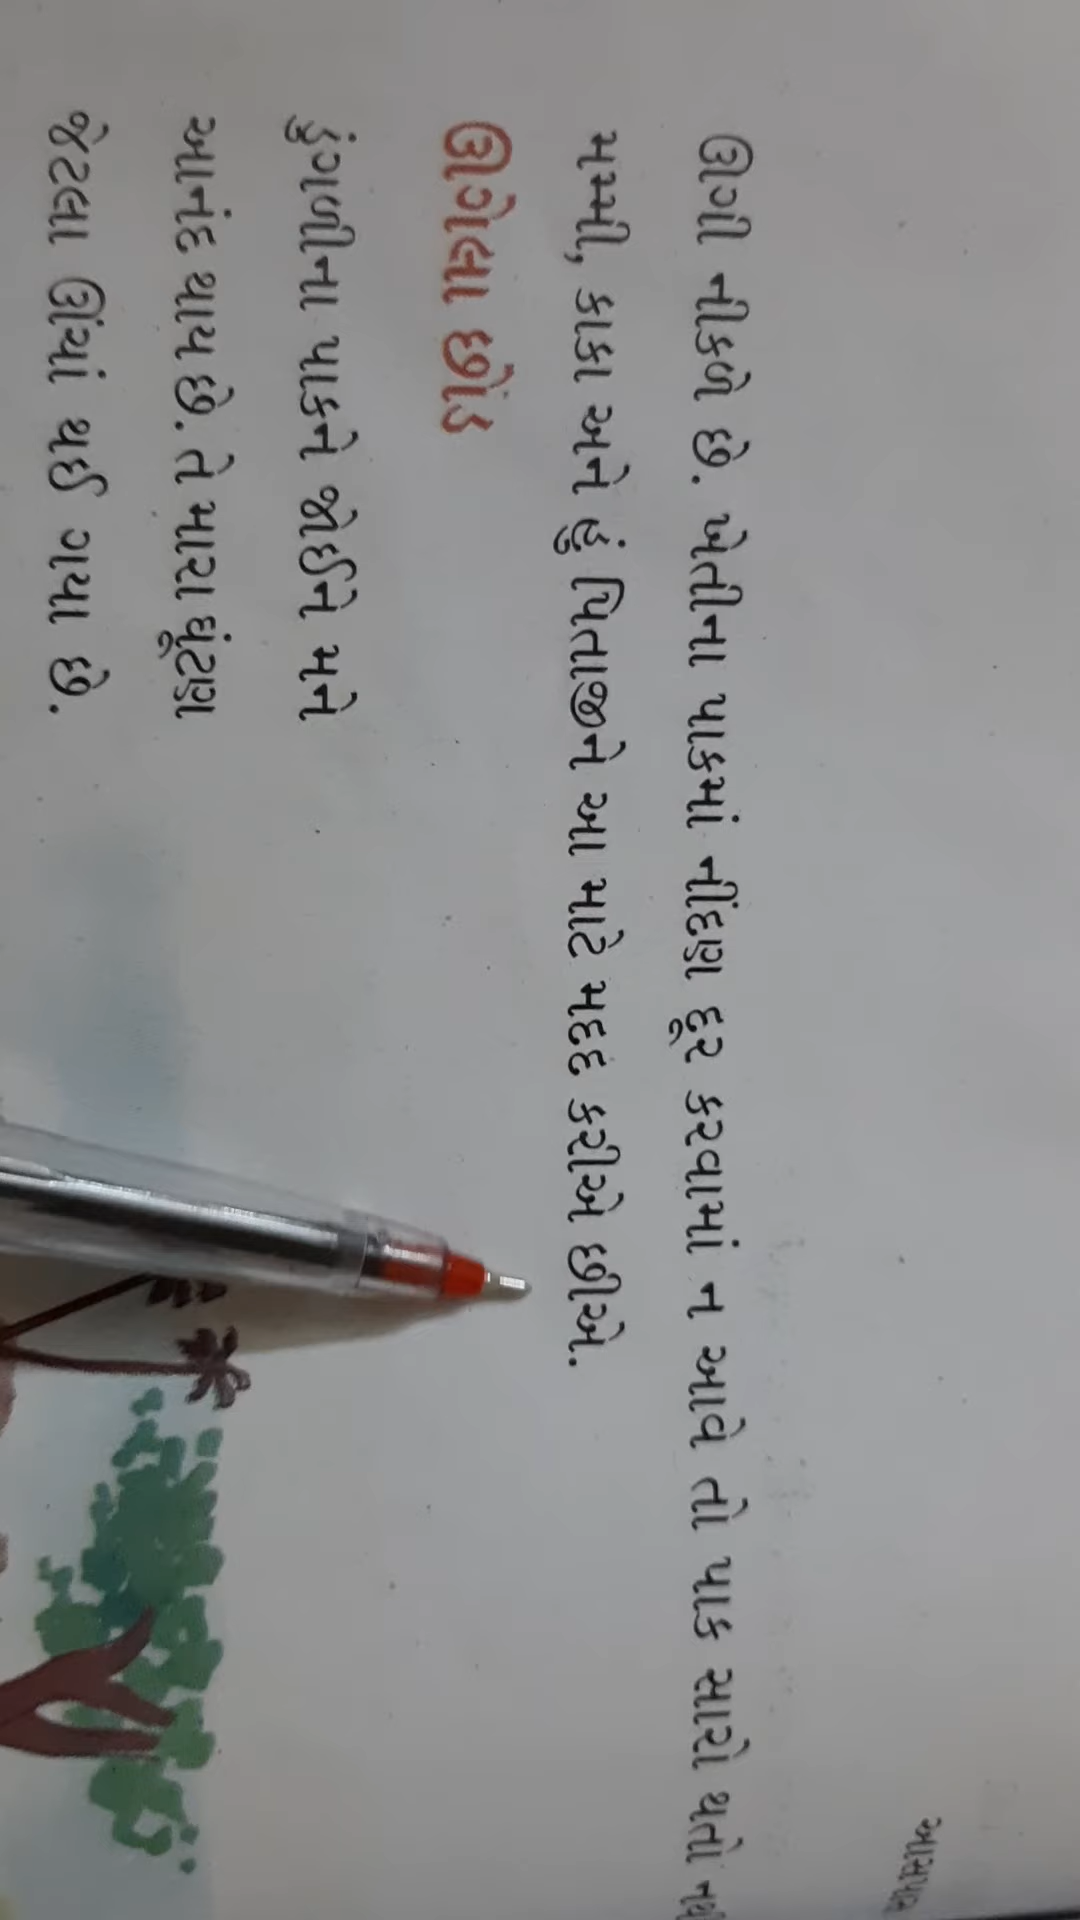 આસપાસ
ઊગી નીકળે છે. ખેતીના પાકમાં નીંદણ દૂર કરવામાં ન આવે તો પાક સારો થતો
મમ્મી, કાકા અને હું પિતાજીને આ માટે મદદ કરીએ છીએ.
ઊગેલા છોડ
ડુંગળીના પાકને જોઈને મને
આનંદ થાય છે. તે મારા ઘૂંટણ
જેટલા ઊંચાં થઈ ગયા છે.